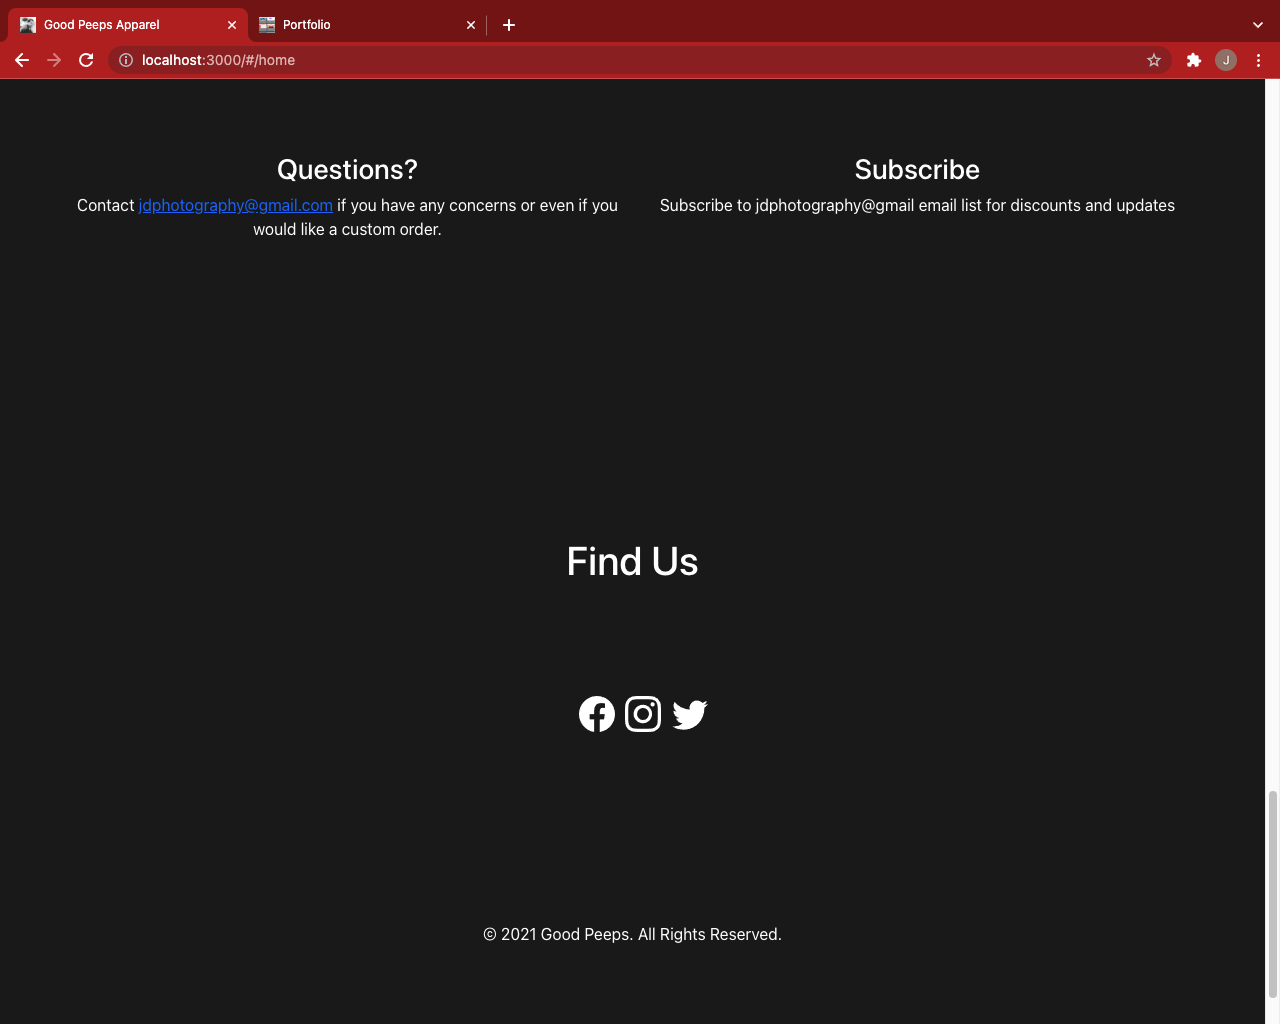 Good Peeps Apparel
Portfolio
localhost:3000/#/home
J
Questions?
Contact jdphotography@gmail.com if you have any concerns or even if you
would like a custom order.
Subscribe
Subscribe to jdphotography@gmail email list for discounts and updates
Find Us
© 2021 Good Peeps. All Rights Reserved.